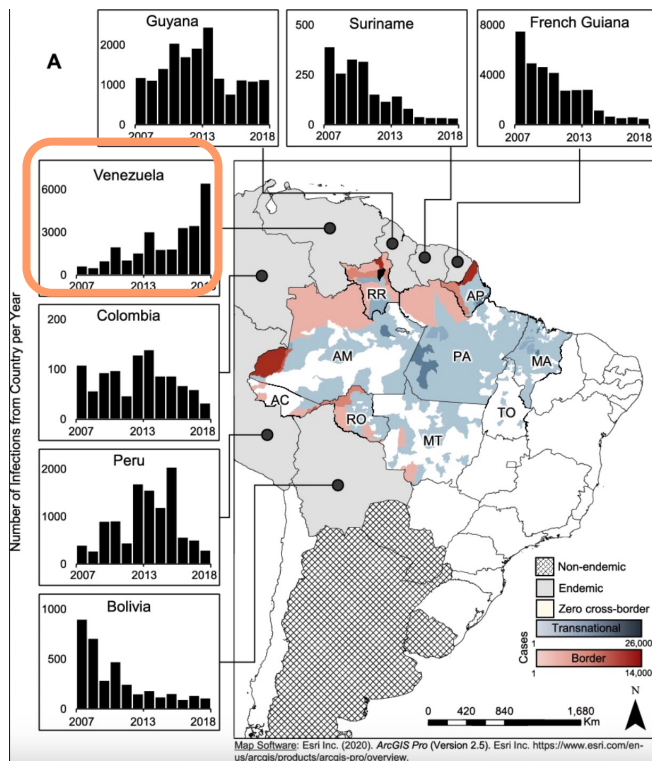 A
Guyana
2000
1000
0
2007
2013
2018
Suriname
500
250
0
2007
2013
2018
French Guiana
8000
4000
0
2007
2013
2018
Number of Infections from Country per Year
Venezuela
6000
3000
0
2007
2013
2018
Colombia
200
100
0
2007
2013
2018
Peru
2000
1000
0
2007
2013
2018
Bolivia
1000
500
0
2007
2013
2018
RR
AP
AM
PA
MA
AC
RO
TO
MT
Non-endemic
Endemic
Zero cross-border
Cases
Transnational
1
26,000
Border
1
14,000
N
0
420
840
1,680
Km
Map Software: Esri Inc. (2020). ArcGIS Pro (Version 2.5). Esri Inc. https://www.esri.com/en-
us/arcgis/products/arcgis-pro/overview.